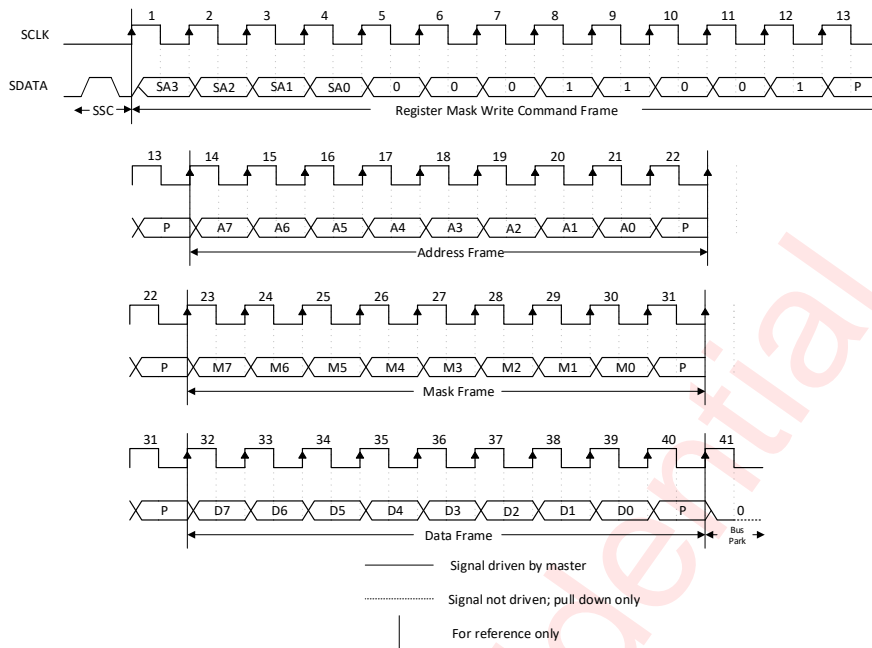 1 2 3 4 5 6 7 8 9 10 11 12 13
SCLK
SDATA SA3 SA2 SA1 SA0 0 0 0 1 1 0 0 1 P
SSC Register Mask Write Command Frame
13 14 15 16 17 18 19 20 21 22
P A7 A6 A5 A4 A3 A2 A1 A0 P
Address Frame
22 23 24 25 26 27 28 29 30 31
P M7 M6 M5 M4 M3 M2 M1 M0 P
Mask Frame
31 32 33 34 35 36 37 38 39 40 41
P D7 D6 D5 D4 D3 D2 D1 D0 P 0
Data Frame Bus
Park
Signal driven by master
Signal not driven; pull down only
For reference only
idential